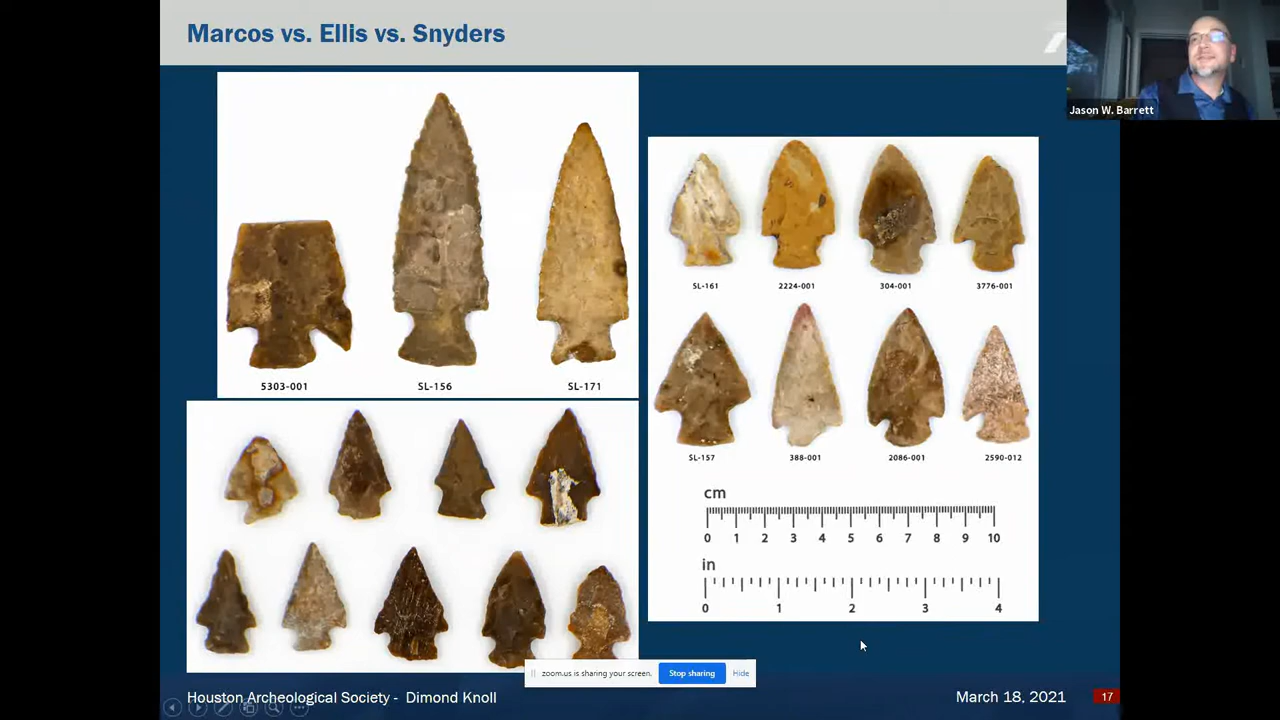 Marcos vs. Ellis vs. Snyders
Jason W. Barrett
5303-001 SL-156 SL-171
SL-161 2224-001 304-001 3776-001
SL-157 388-001 2086-001 2590-012
cm
0 1 2 3 4 5 6 7 8 9 10
in
0 1 2 3 4
zoom.us is sharing your screen. Stop sharing Hide
Houston Archeological Society - Dimond Knoll March 18, 2021 17